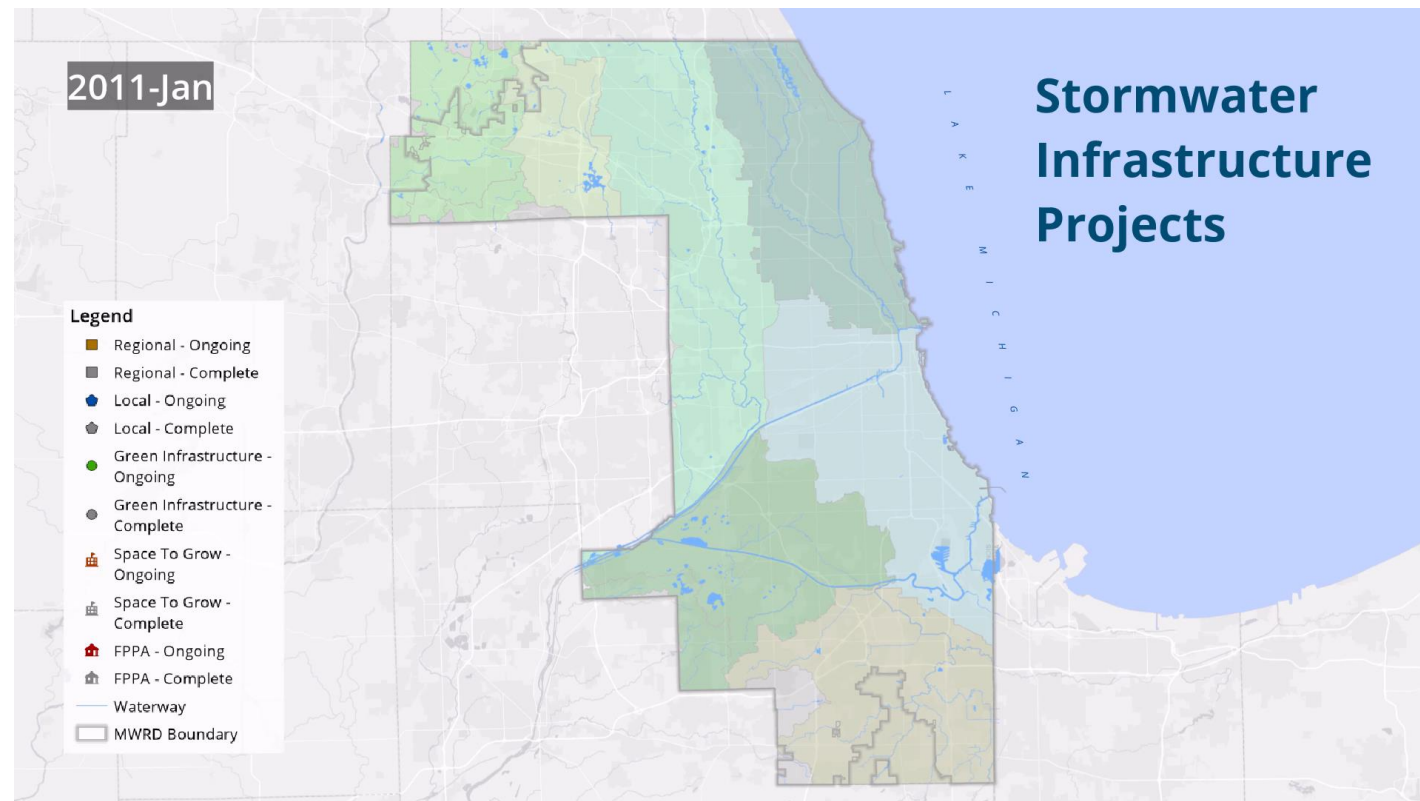 2011-Jan
Stormwater
Infrastructure
Projects
LAKE MICHIGAN
Legend
Regional - Ongoing
Regional - Complete
Local - Ongoing
Local - Complete
Green Infrastructure -
Ongoing
Green Infrastructure -
Complete
Space To Grow -
Ongoing
Space To Grow -
Complete
FPPA - Ongoing
FPPA - Complete
Waterway
MWRD Boundary